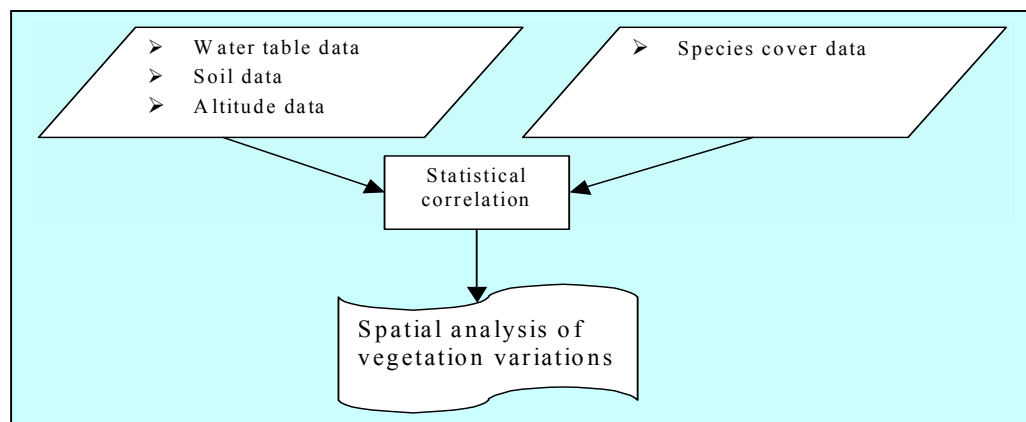 ➢ Water table data
➢ Soil data
➢ Altitude data
➢ Species cover data
Statistical
correlation
Spatial analysis of
vegetation variations